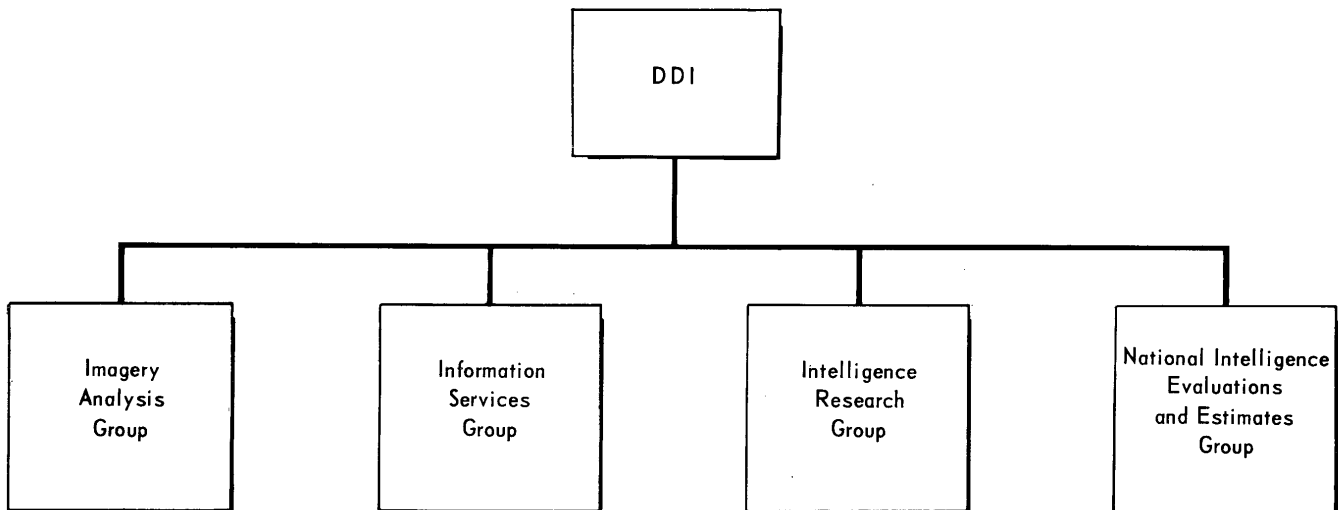 DDI
Imagery
Analysis
Group
Information
Services
Group
Intelligence
Research
Group
National Intelligence
Evaluations
and Estimates
Group